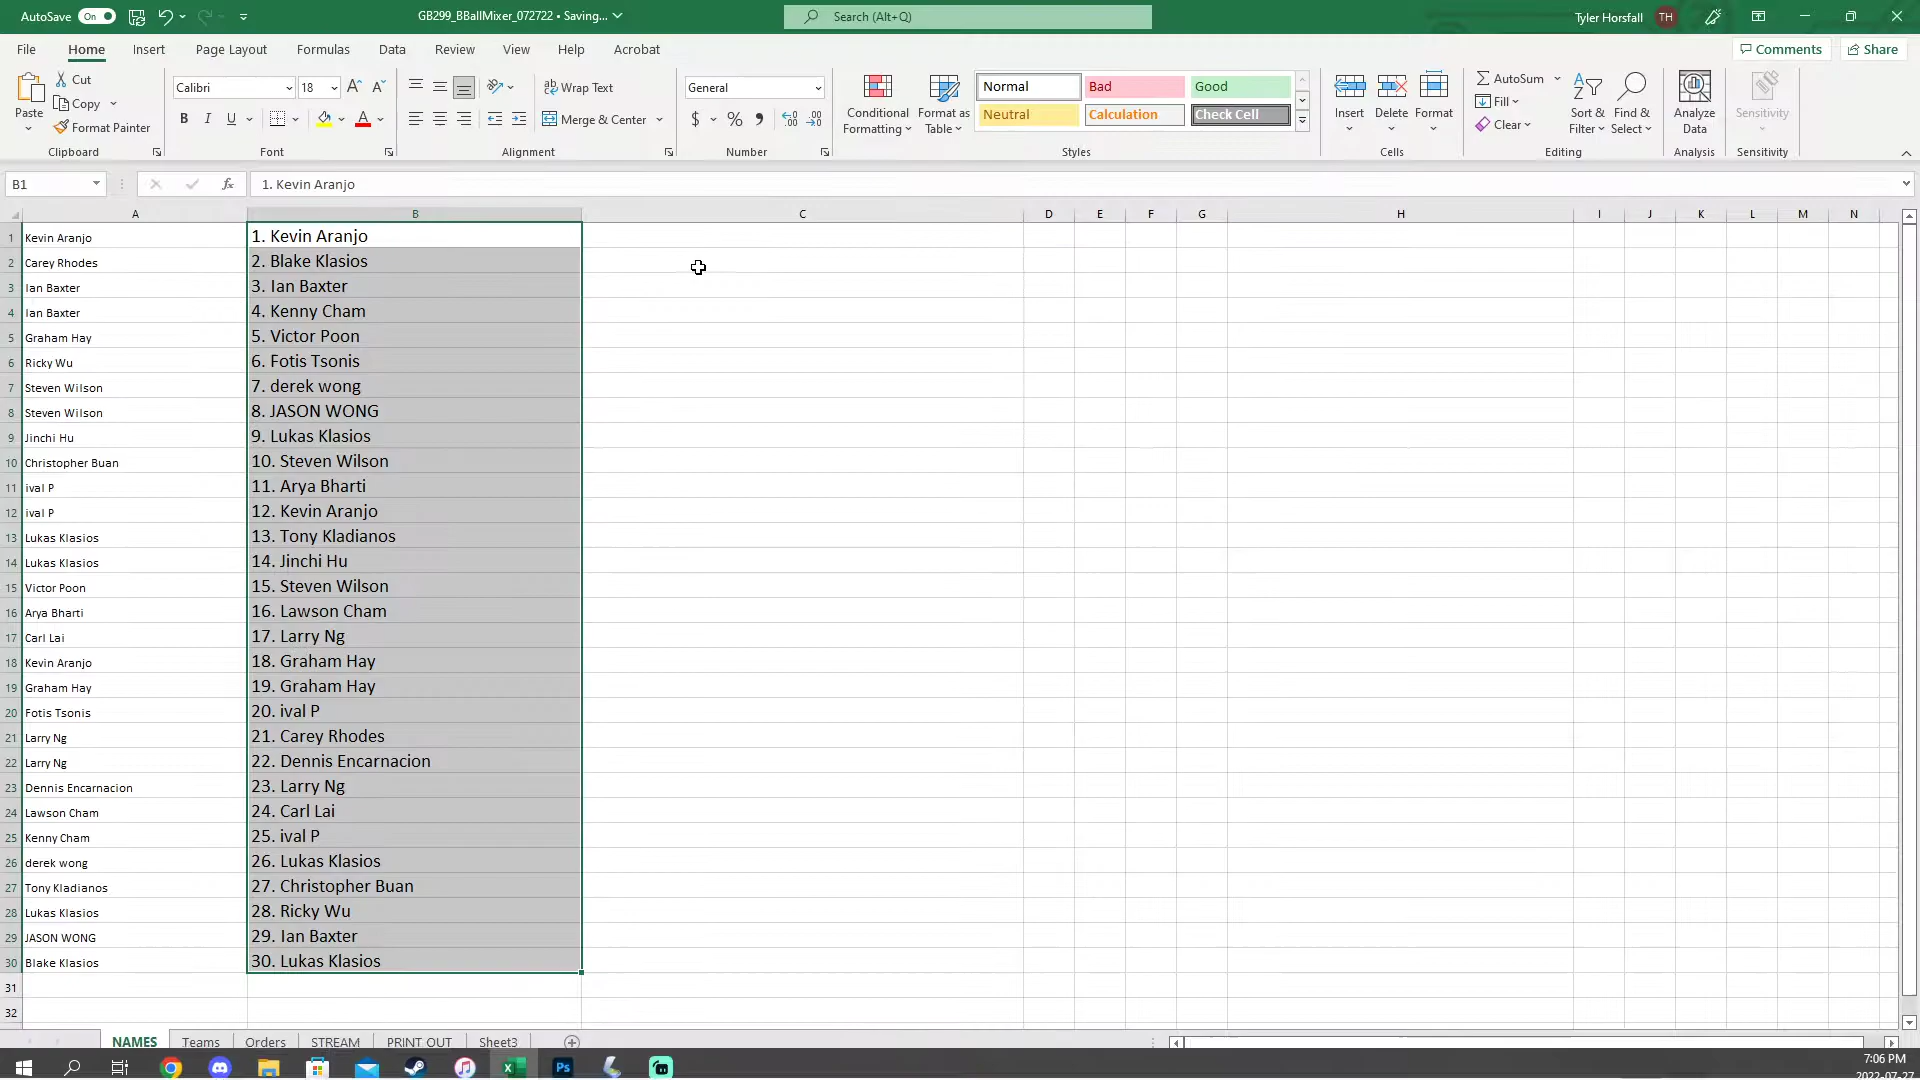 AutoSave On GB299_BBallMixer_072722 • Saving... Search (Alt+Q) Tyler Horsfall TH
File Home Insert Page Layout Formulas Data Review View Help Acrobat Comments Share
Paste Cut Copy Format Painter Clipboard
Calibri 18 A A B I U A Font
Wrap Text Merge & Center Alignment
General $ % Number
Conditional Formatting Format as Table Normal Bad Good Neutral Calculation Check Cell Styles
Insert Delete Format Cells
AutoSum Fill Clear Sort & Filter Find & Select Editing
Analyze Data Analysis
Sensitivity Sensitivity
B1 fx 1. Kevin Aranjo
A B C D E F G H I J K L M N
1 Kevin Aranjo 1. Kevin Aranjo
2 Carey Rhodes 2. Blake Klasios
3 Ian Baxter 3. Ian Baxter
4 Ian Baxter 4. Kenny Cham
5 Graham Hay 5. Victor Poon
6 Ricky Wu 6. Fotis Tsonis
7 Steven Wilson 7. derek wong
8 Steven Wilson 8. JASON WONG
9 Jinchi Hu 9. Lukas Klasios
10 Christopher Buan 10. Steven Wilson
11 ival P 11. Arya Bharti
12 ival P 12. Kevin Aranjo
13 Lukas Klasios 13. Tony Kladianos
14 Lukas Klasios 14. Jinchi Hu
15 Victor Poon 15. Steven Wilson
16 Arya Bharti 16. Lawson Cham
17 Carl Lai 17. Larry Ng
18 Kevin Aranjo 18. Graham Hay
19 Graham Hay 19. Graham Hay
20 Fotis Tsonis 20. ival P
21 Larry Ng 21. Carey Rhodes
22 Larry Ng 22. Dennis Encarnacion
23 Dennis Encarnacion 23. Larry Ng
24 Lawson Cham 24. Carl Lai
25 Kenny Cham 25. ival P
26 derek wong 26. Lukas Klasios
27 Tony Kladianos 27. Christopher Buan
28 Lukas Klasios 28. Ricky Wu
29 JASON WONG 29. Ian Baxter
30 Blake Klasios 30. Lukas Klasios
31
32
NAMES Teams Orders STREAM PRINT OUT Sheet3
Ps
7:06 PM
2022-07-27